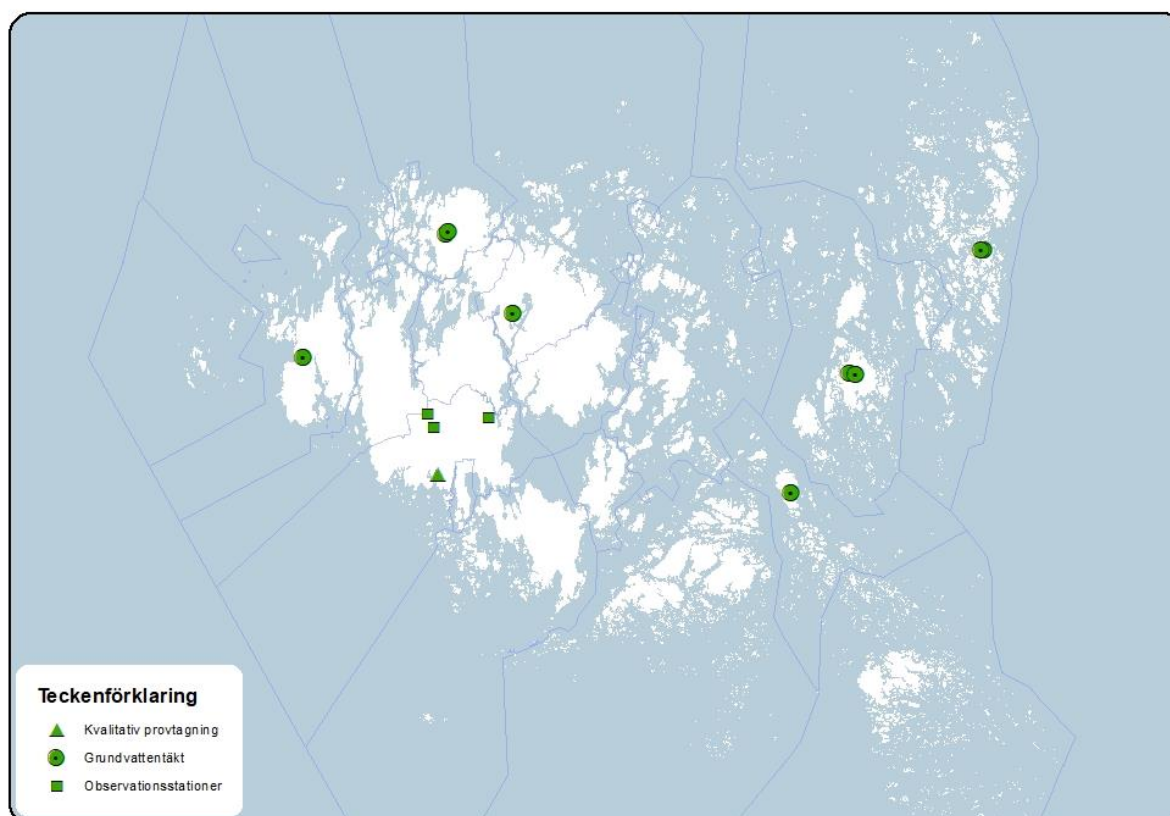 Teckenförklaring
Kvalitativ provtagning
Grundvattentäkt
Observationsstationer